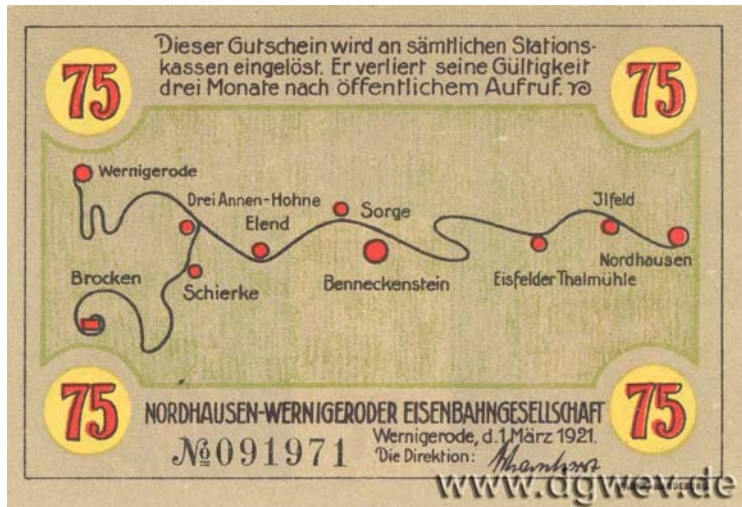 75
Dieser Gutschein wird an sämtlichen Stations-
kassen eingelöst. Er verliert seine Gültigkeit
drei Monate nach öffentlichem Aufruf.
75
Wernigerode
Drei Annen-Hohne
Elend
Sorge
Jlfeld
Nordhausen
Brocken
Schierke
Benneckenstein
Eisfelder Thalmühle
75
75
NORDHAUSEN-WERNIGERODER EISENBAHNGESELLSCHAFT
Wernigerode, d. 1. März 1921.
№ 091971
Die Direktion:
www.dgwev.de